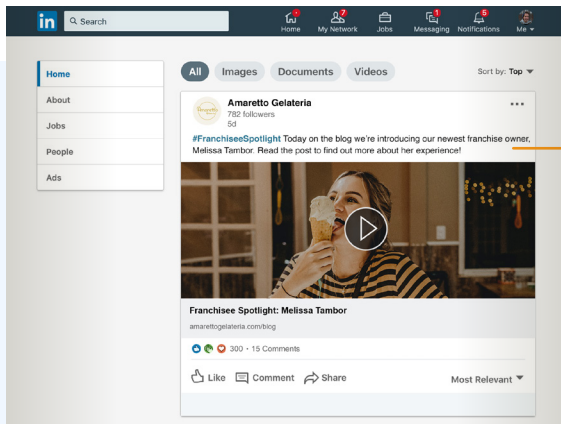 in
Search
Home
2
My Network
Jobs
1
Messaging
5
Notifications
Me
Home
About
Jobs
People
Ads
All Images Documents Videos
Sort by: Top
Amaretto Gelateria
782 followers
5d
#FranchiseeSpotlight Today on the blog we're introducing our newest franchise owner,
Melissa Tambor. Read the post to find out more about her experience!
Franchisee Spotlight: Melissa Tambor
amarettogelateria.com/blog
300 • 15 Comments
Like Comment Share
Most Relevant